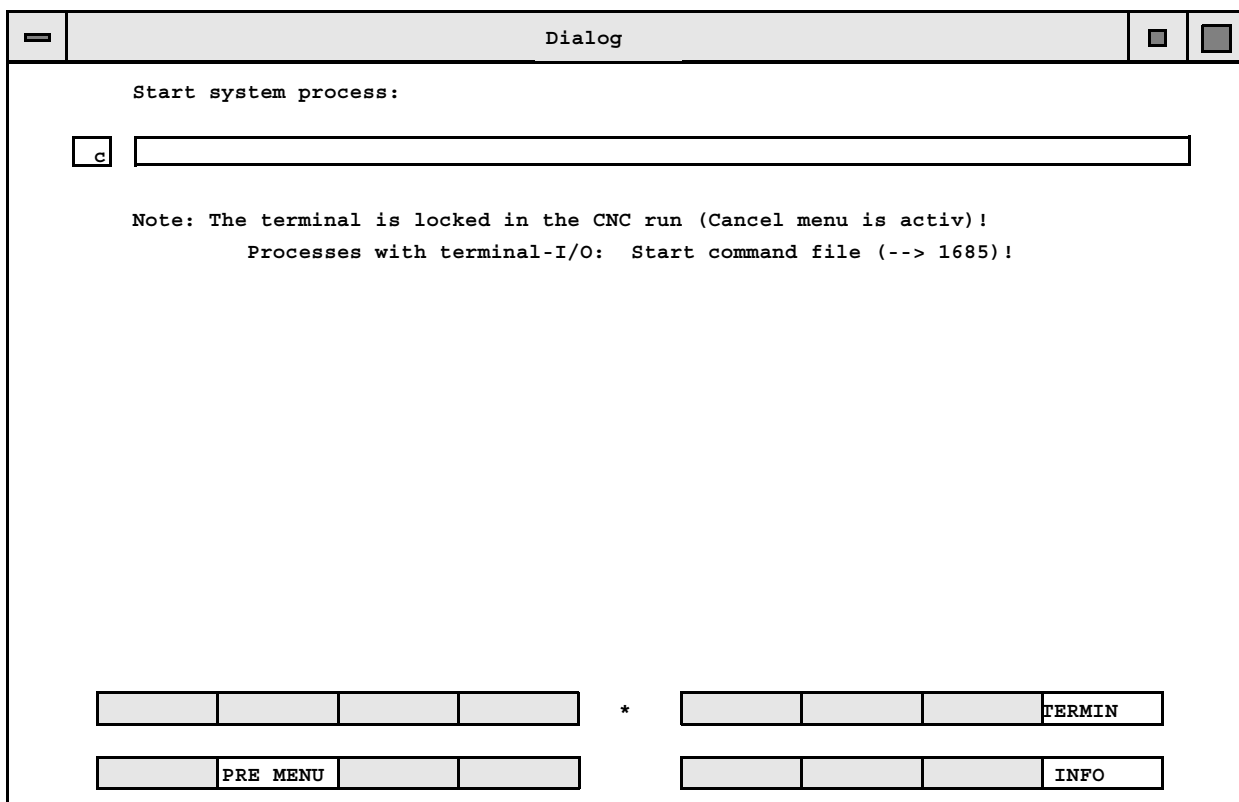 Dialog
Start system process:
c
Note: The terminal is locked in the CNC run (Cancel menu is activ)!
Processes with terminal-I/O: Start command file (--> 1685)!
* TERMIN
PRE MENU INFO